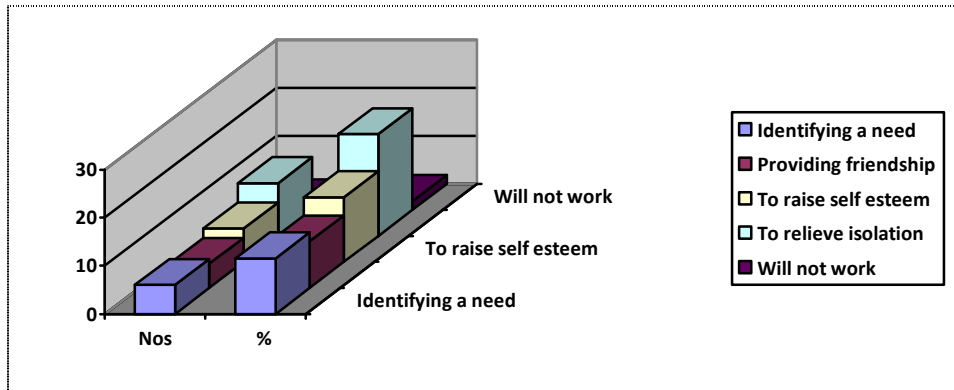 30
20
10
0
Nos
%
Will not work
To raise self esteem
Identifying a need
Identifying a need
Providing friendship
To raise self esteem
To relieve isolation
Will not work